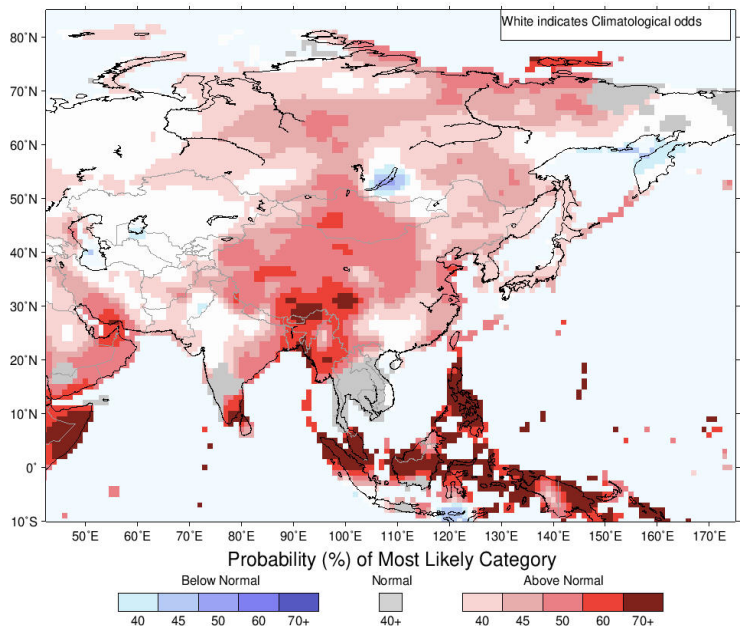 White indicates Climatological odds
80˚N
70˚N
60˚N
50˚N
40˚N
30˚N
20˚N
10˚N
0˚
10˚S
50˚E 60˚E 70˚E 80˚E 90˚E 100˚E 110˚E 120˚E 130˚E 140˚E 150˚E 160˚E 170˚E
Probability (%) of Most Likely Category
Below Normal Normal Above Normal
40 45 50 60 70+ 40+ 40 45 50 60 70+